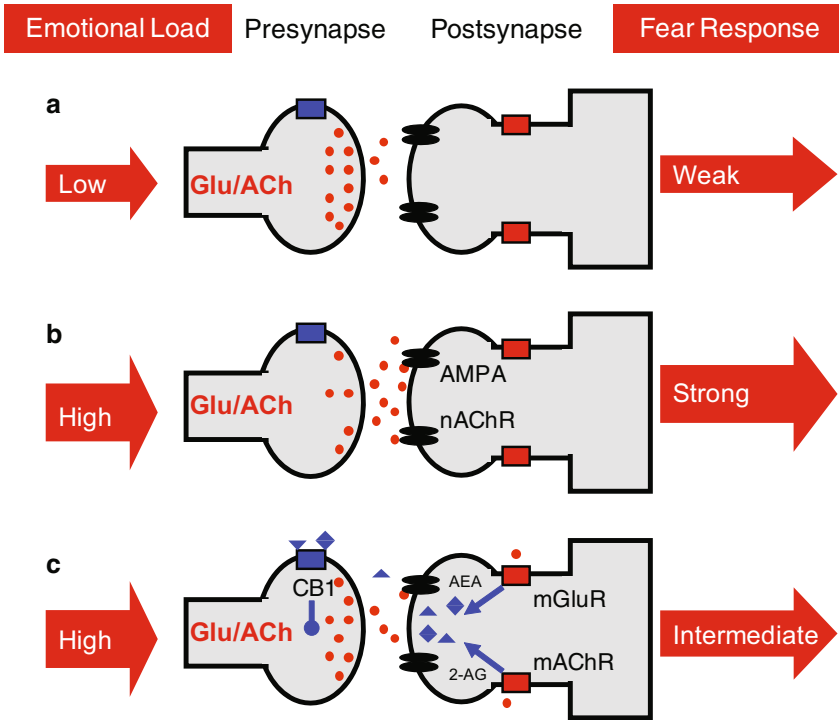 Emotional Load Presynapse Postsynapse Fear Response
a
Low Glu/ACh Weak
b
AMPA
High Glu/ACh nAChR Strong
c
CB1 AEA mGluR
High Glu/ACh Intermediate
2-AG mAChR